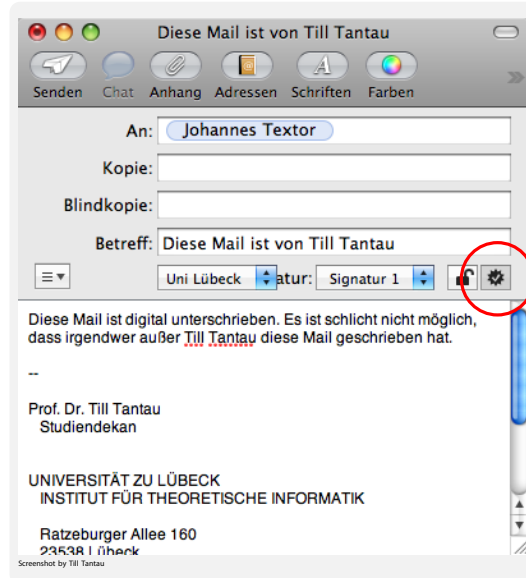 Diese Mail ist von Till Tantau
Senden Chat Anhang Adressen Schriften Farben
An: Johannes Textor
Kopie:
Blindkopie:
Betreff: Diese Mail ist von Till Tantau
Uni Lübeck atur: Signatur 1
Diese Mail ist digital unterschrieben. Es ist schlicht nicht möglich,
dass irgendwer außer Till Tantau diese Mail geschrieben hat.
--
Prof. Dr. Till Tantau
Studiendekan
UNIVERSITÄT ZU LÜBECK
INSTITUT FÜR THEORETISCHE INFORMATIK
Ratzeburger Allee 160
23538 Lübeck
Screenshot by Till Tantau